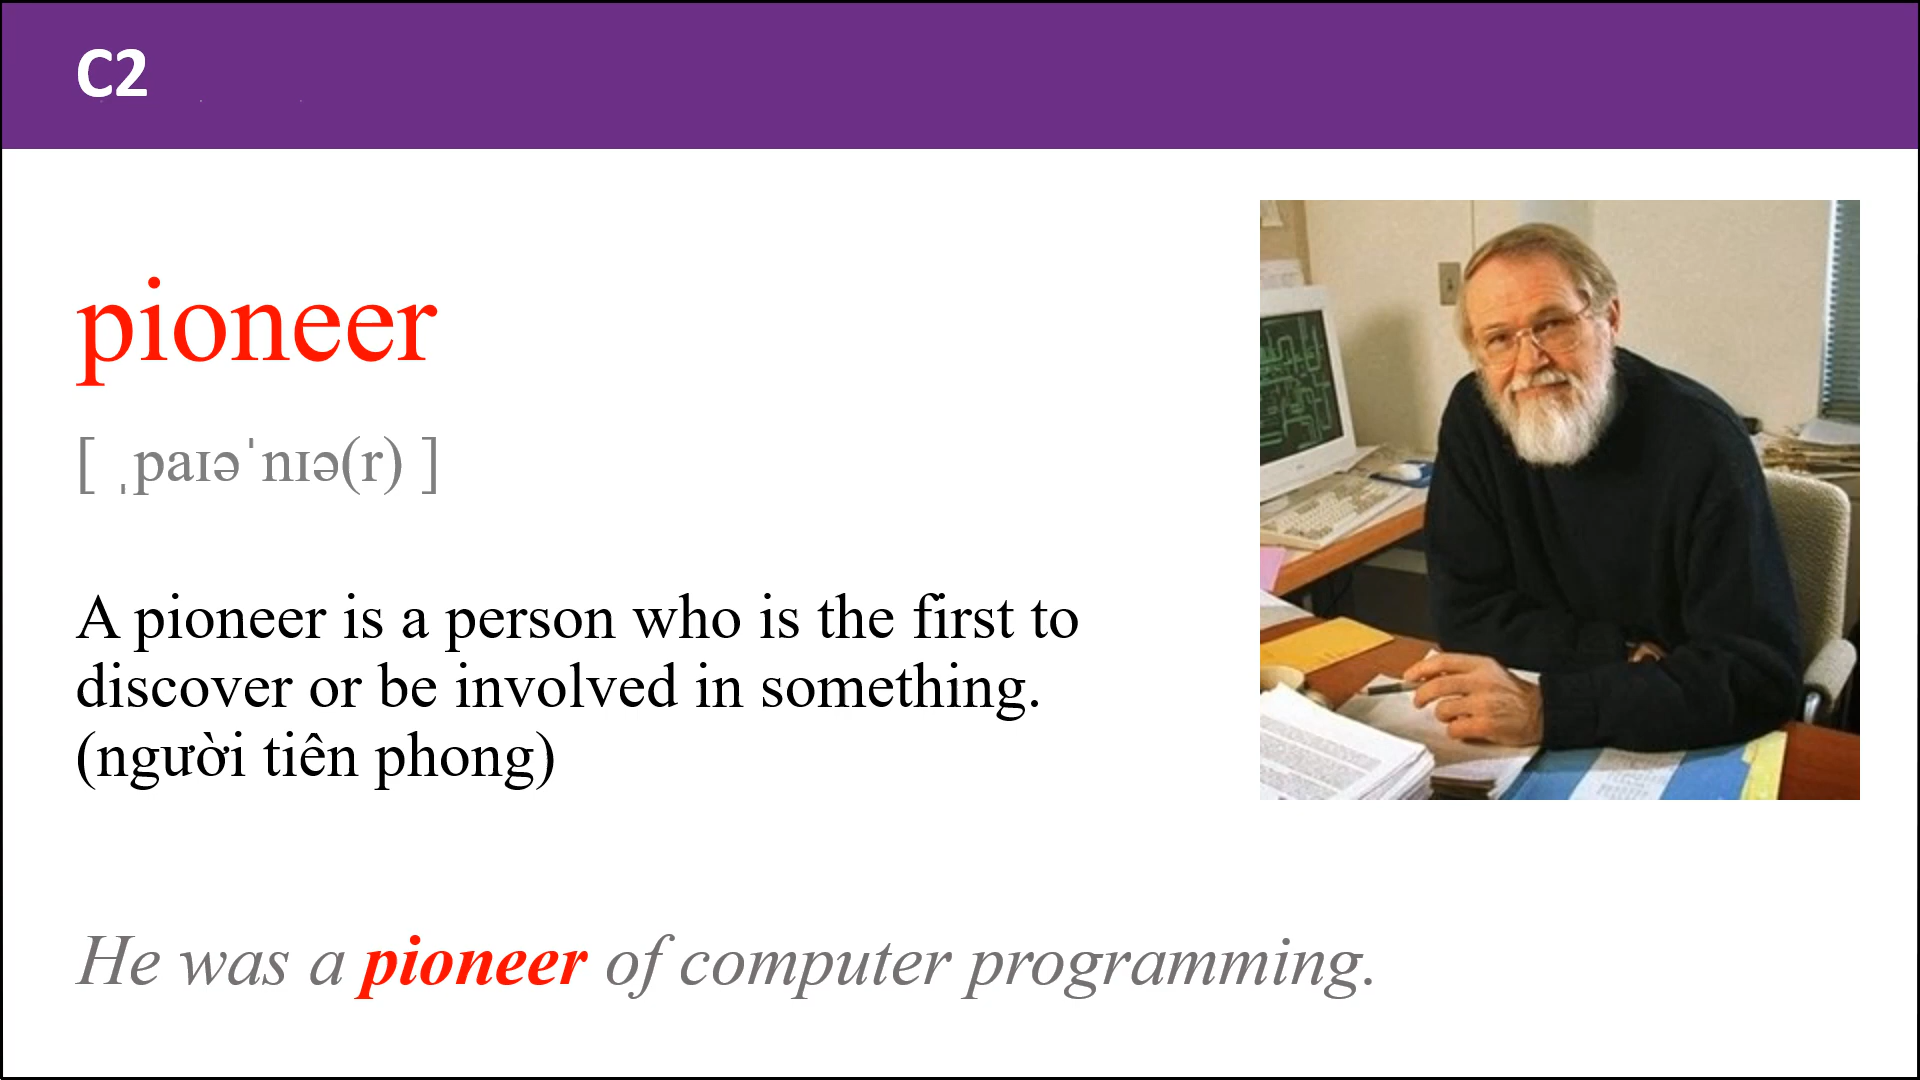 C2
pioneer
[ ˌpaɪəˈnɪə(r) ]
A pioneer is a person who is the first to
discover or be involved in something.
(người tiên phong)
He was a pioneer of computer programming.